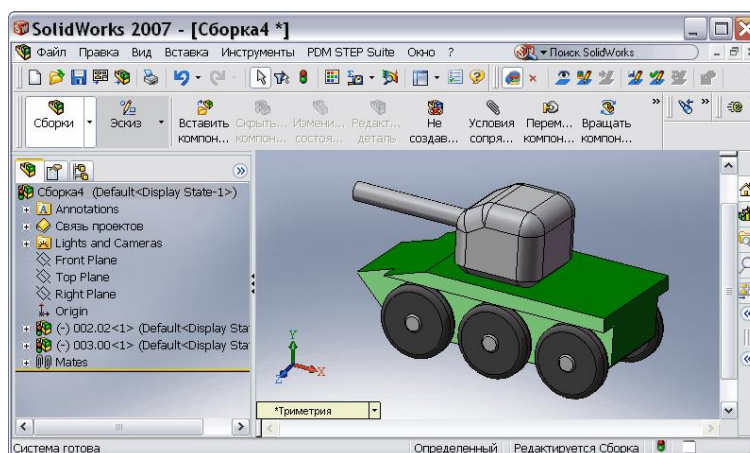 SolidWorks 2007 - [Сборка4 *]
Файл Правка Вид Вставка Инструменты PDM STEP Suite Окно ? Поиск SolidWorks
Сборки Эскиз Вставить компон... Скрыть... компон... Измени... состоя... Редакт... деталь Не создав... Условия сопря... Перем... компон... Вращать компон...
Сборка4 (Default<Display State-1>)
Annotations
Связь проектов
Lights and Cameras
Front Plane
Top Plane
Right Plane
Origin
(-) 002.02<1> (Default<Display Sta
(-) 003.00<1> (Default<Display Sta
Mates
Y
X
Z
*Триметрия
Система готова Определенный Редактируется Сборка